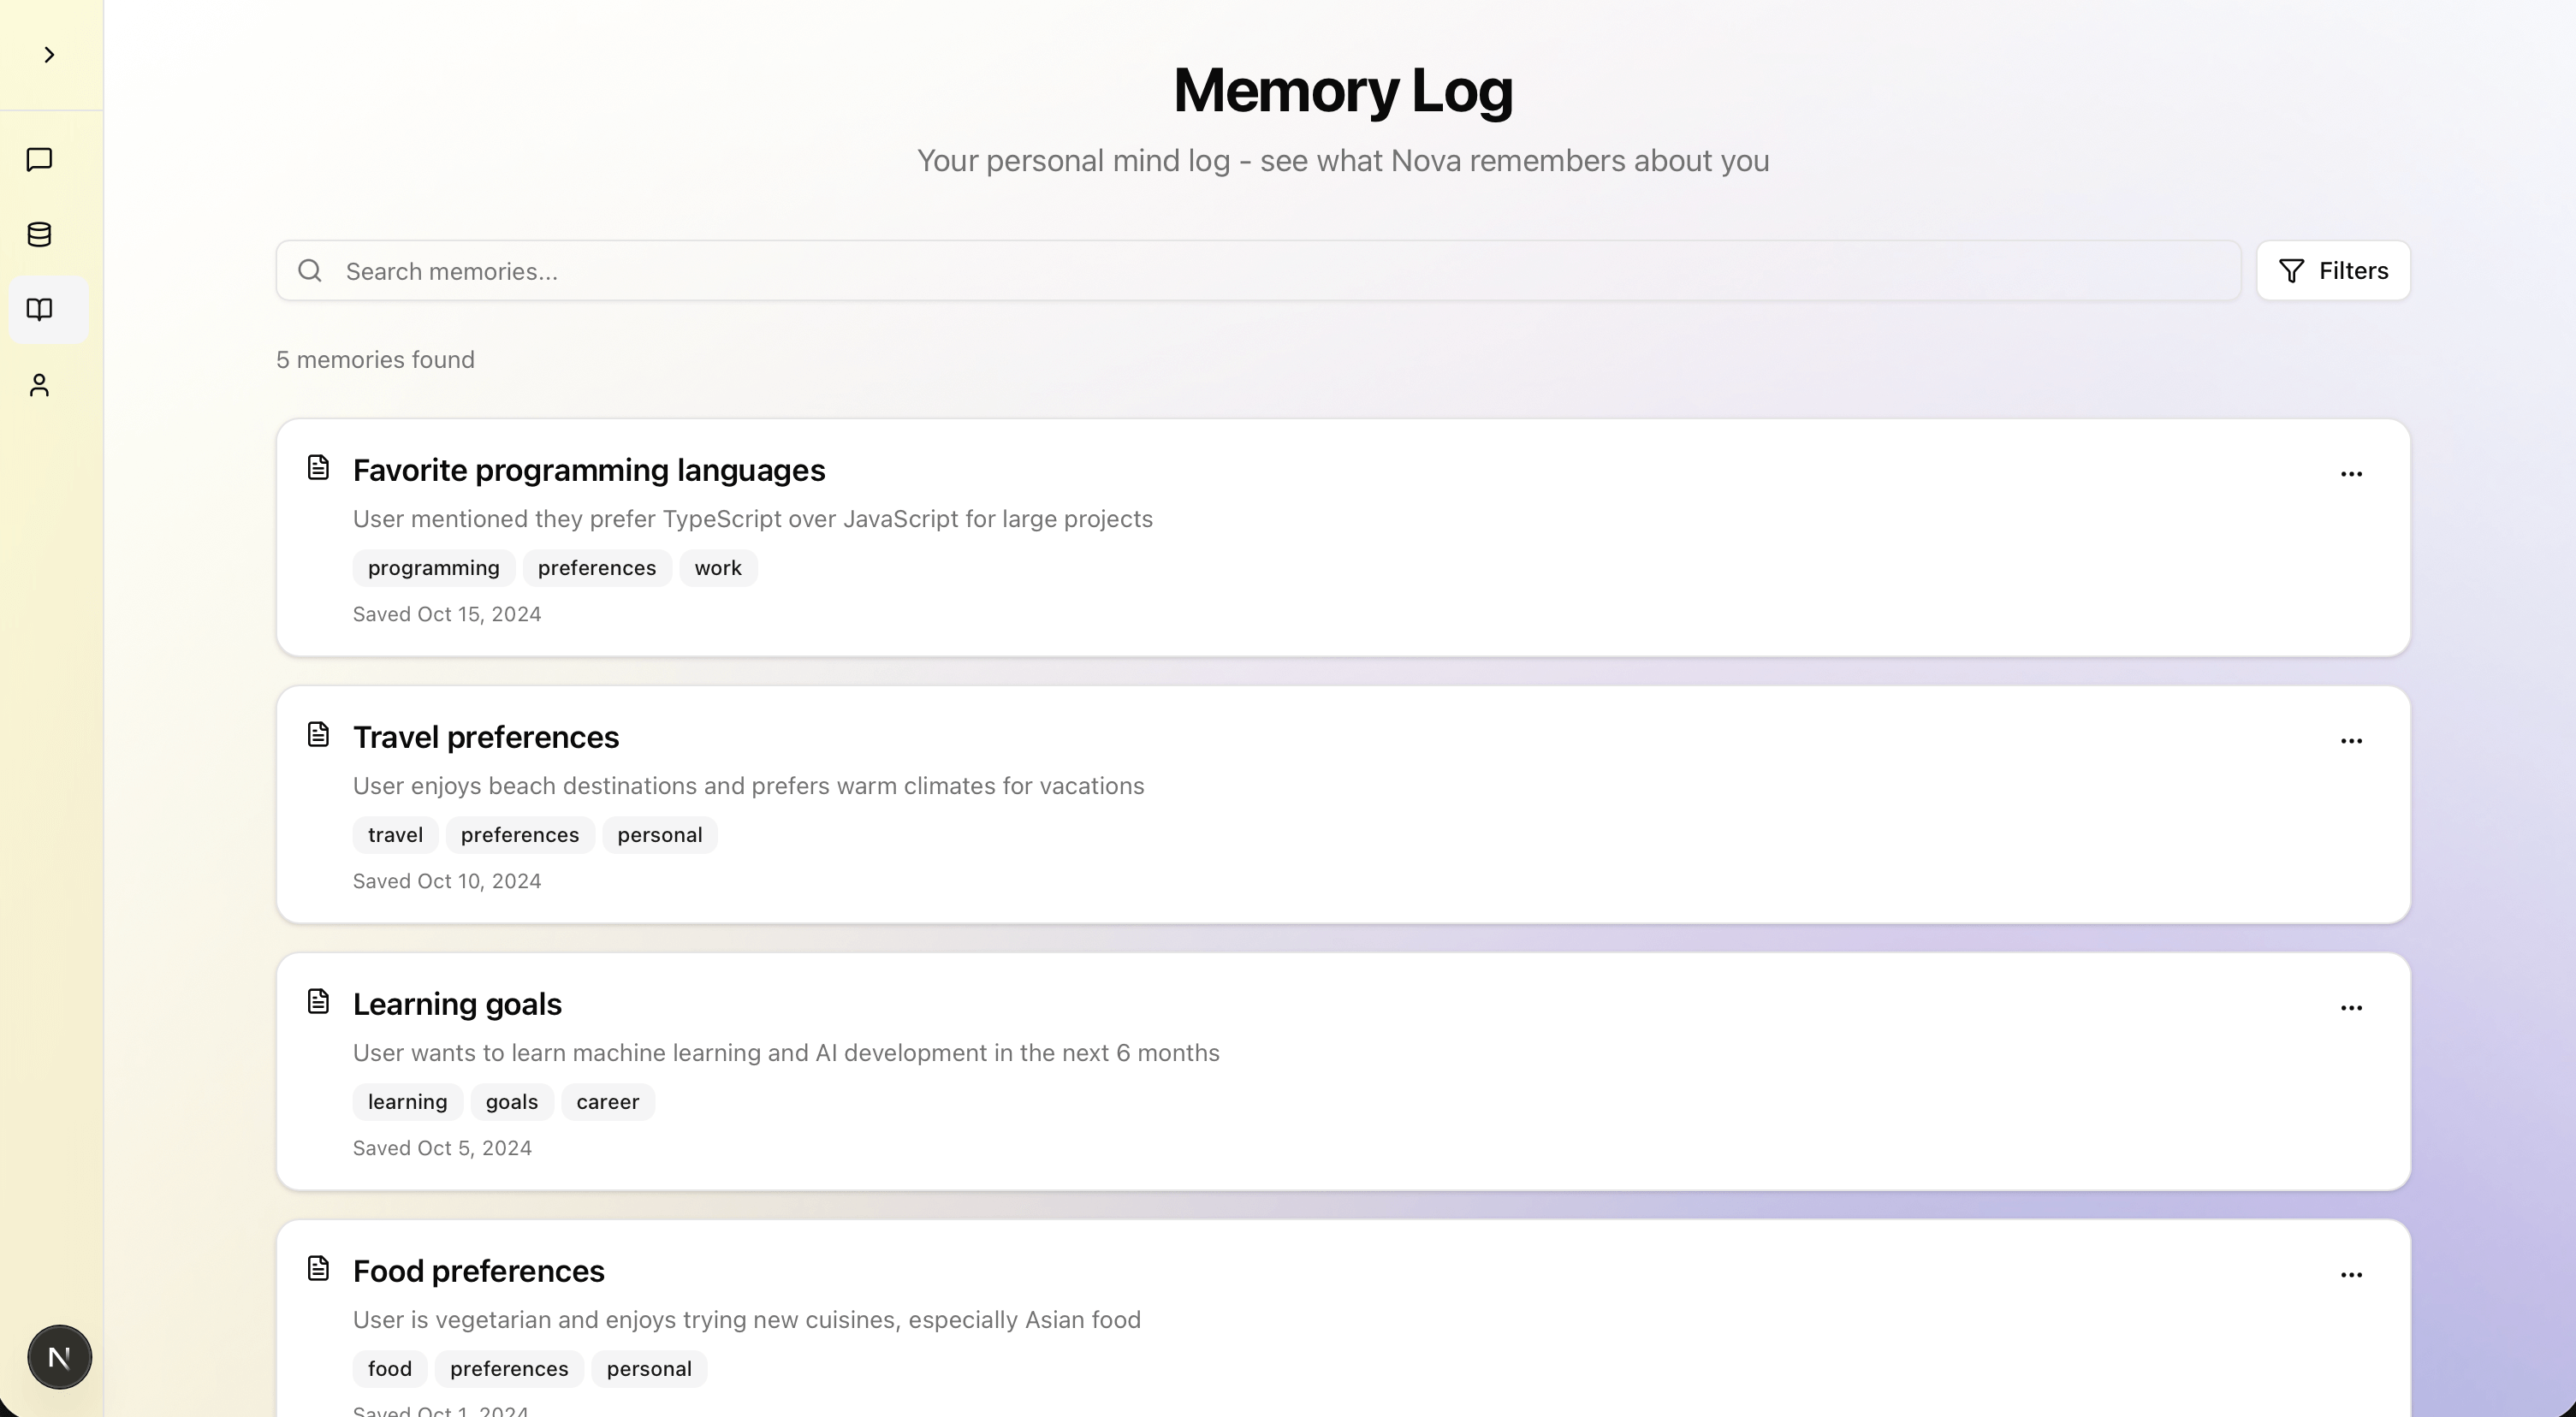 Memory Log
Your personal mind log - see what Nova remembers about you
Search memories...
Filters
5 memories found
Favorite programming languages
User mentioned they prefer TypeScript over JavaScript for large projects
programming preferences work
Saved Oct 15, 2024
Travel preferences
User enjoys beach destinations and prefers warm climates for vacations
travel preferences personal
Saved Oct 10, 2024
Learning goals
User wants to learn machine learning and AI development in the next 6 months
learning goals career
Saved Oct 5, 2024
Food preferences
User is vegetarian and enjoys trying new cuisines, especially Asian food
food preferences personal
Saved Oct 1, 2024
N